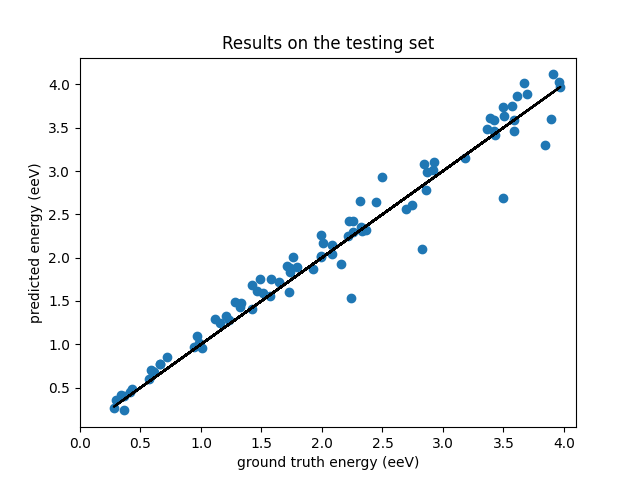 Results on the testing set
predicted energy (eeV)
4.0
3.5
3.0
2.5
2.0
1.5
1.0
0.5
0.0 0.5 1.0 1.5 2.0 2.5 3.0 3.5 4.0
ground truth energy (eeV)